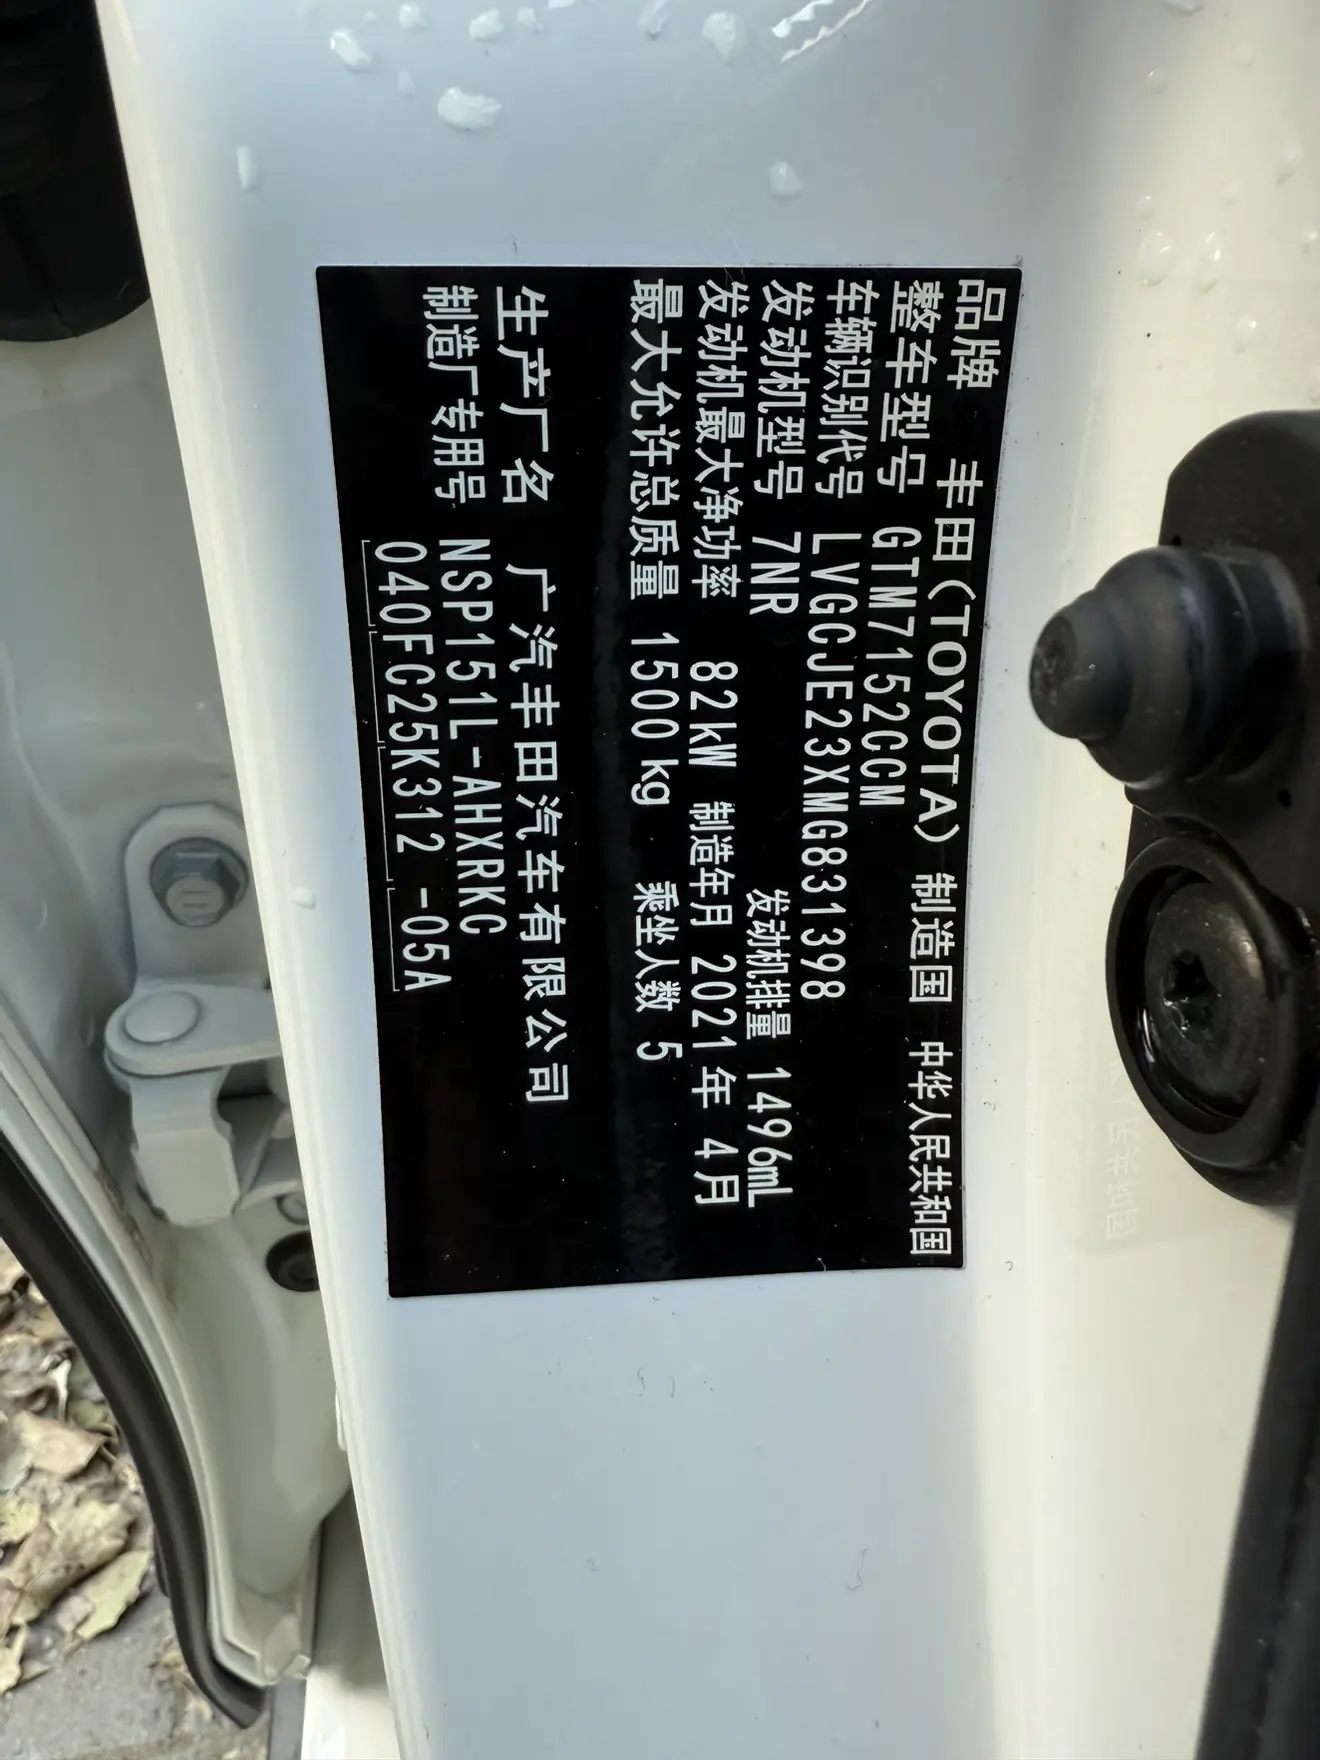 品牌 丰田(TOYOTA) 制造国 中华人民共和国
整车型号 GTM7152CCM
车辆识别代号 LVGCJE23XMG831398
发动机型号 7NR 发动机排量 1496mL
发动机最大净功率 82kW 制造年月 2021年 4月
最大允许总质量 1500kg 乘坐人数 5
生产厂名 广汽丰田汽车有限公司
制造厂专用号 NSP151L-AHXRKC
040FC25K312 -05A